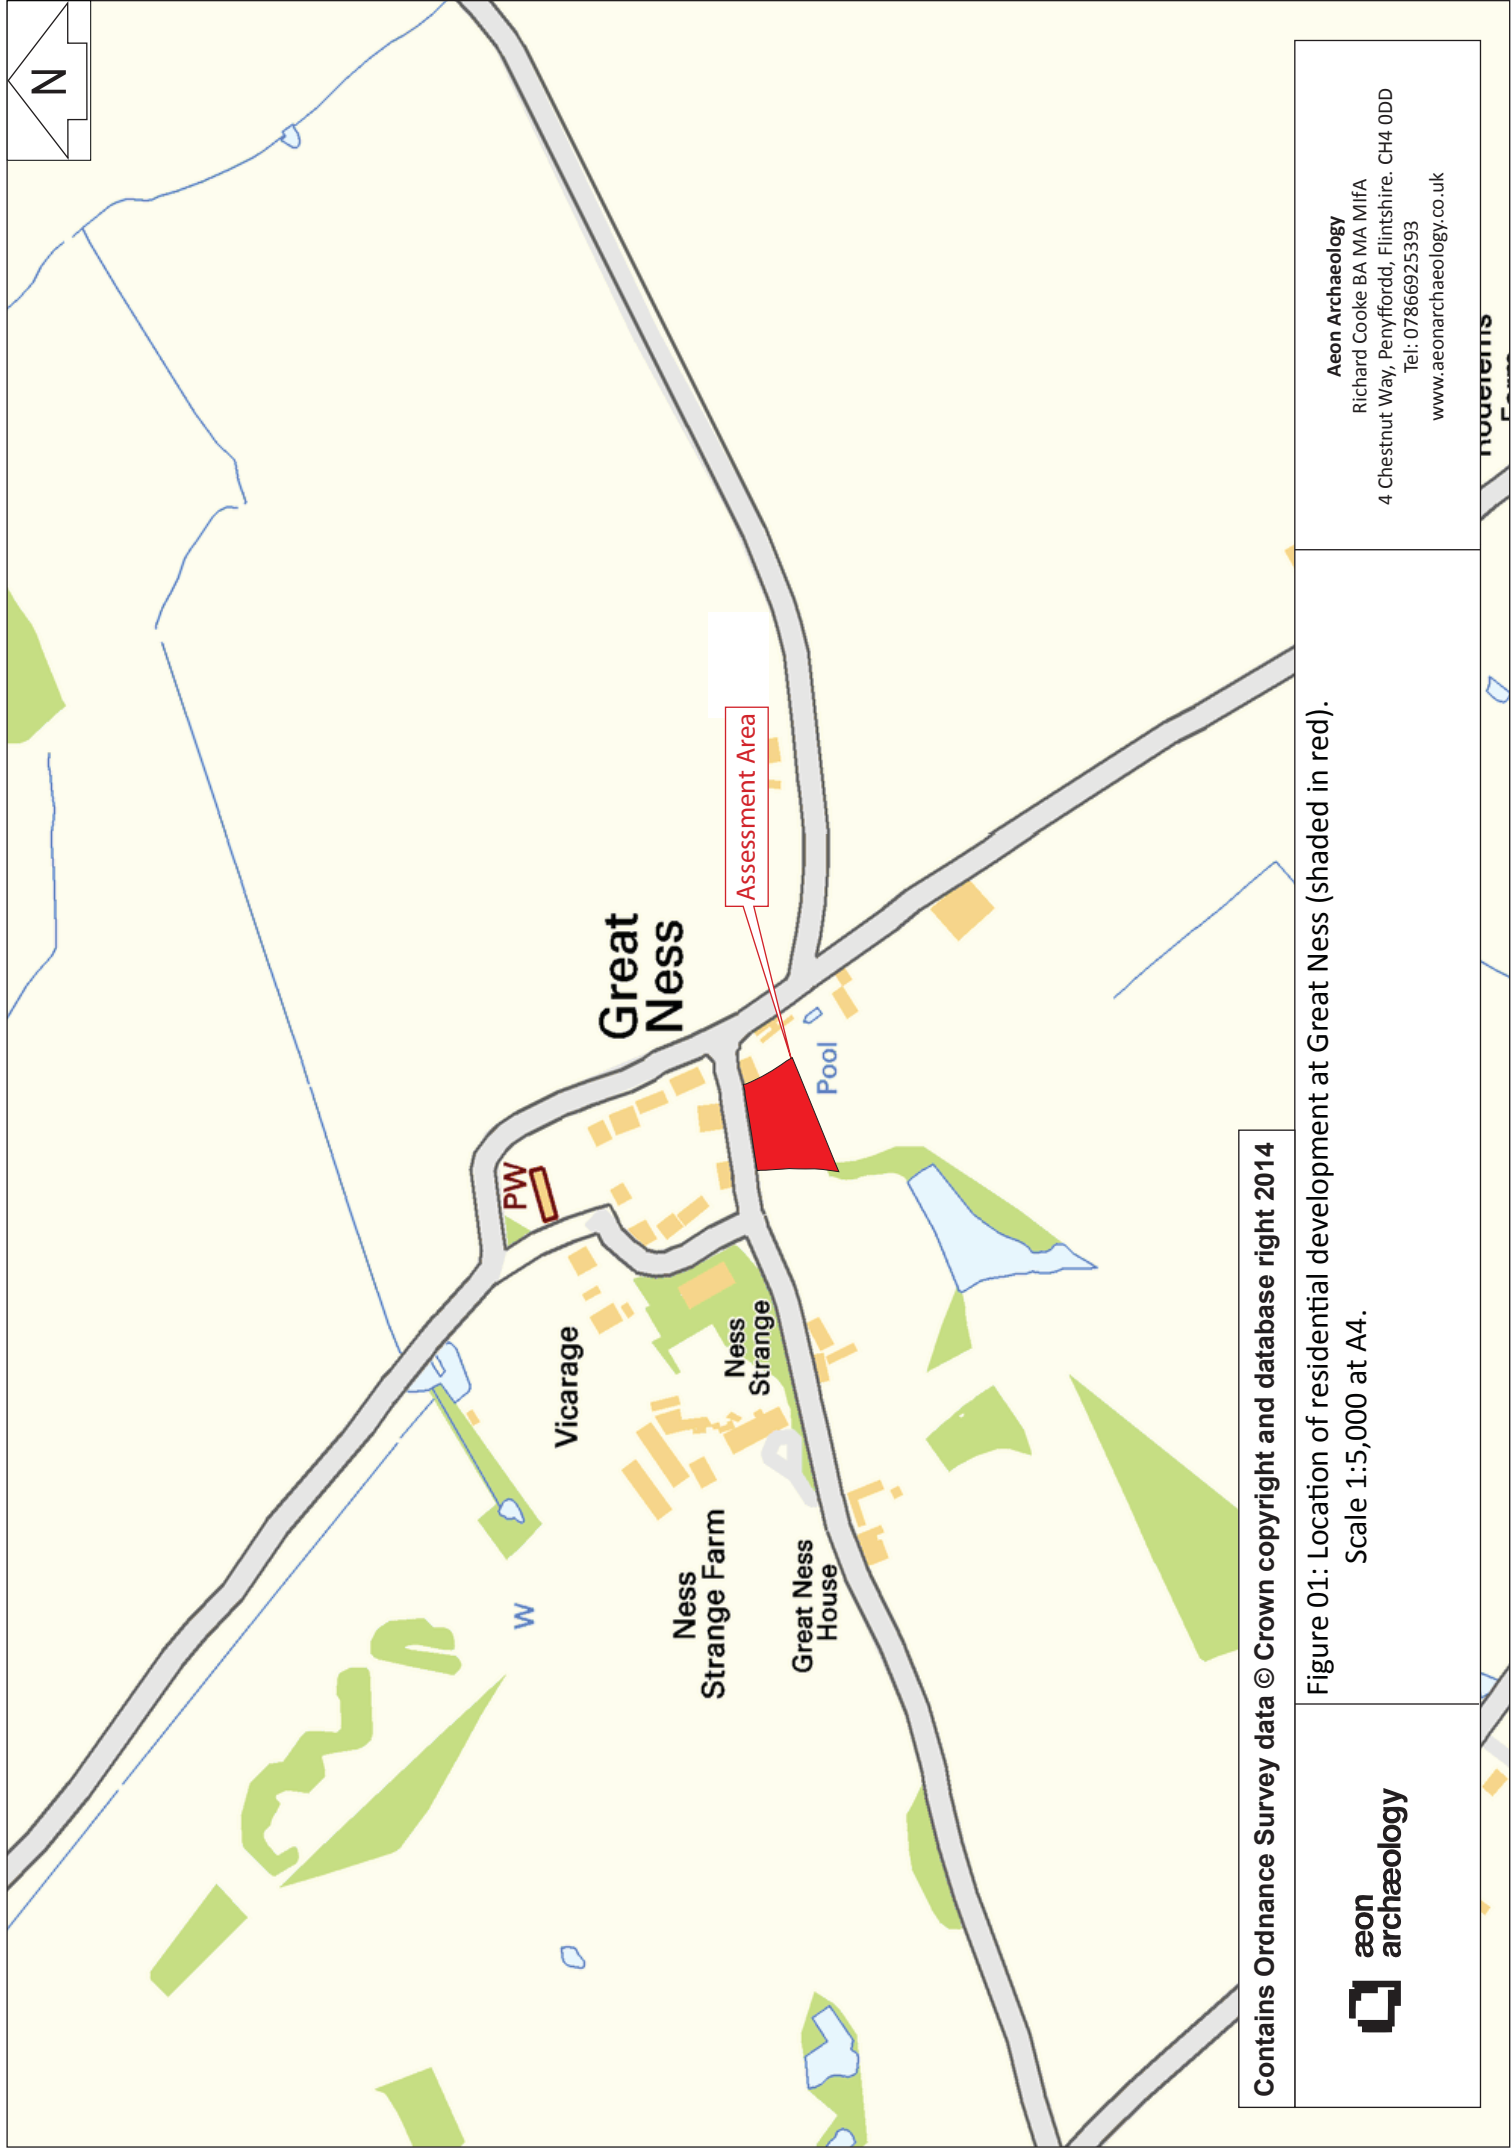 N
Great
Ness
Assessment Area
PW
Pool
Vicarage
Ness
Strange
Ness
Strange Farm
Great Ness
House
W
Contains Ordnance Survey data © Crown copyright and database right 2014
æon
archæology
Figure 01: Location of residential development at Great Ness (shaded in red).
Scale 1:5,000 at A4.
Aeon Archaeology
Richard Cooke BA MA MIfA
4 Chestnut Way, Penyffordd, Flintshire. CH4 0DD
Tel: 07866925393
www.aeonarchaeology.co.uk